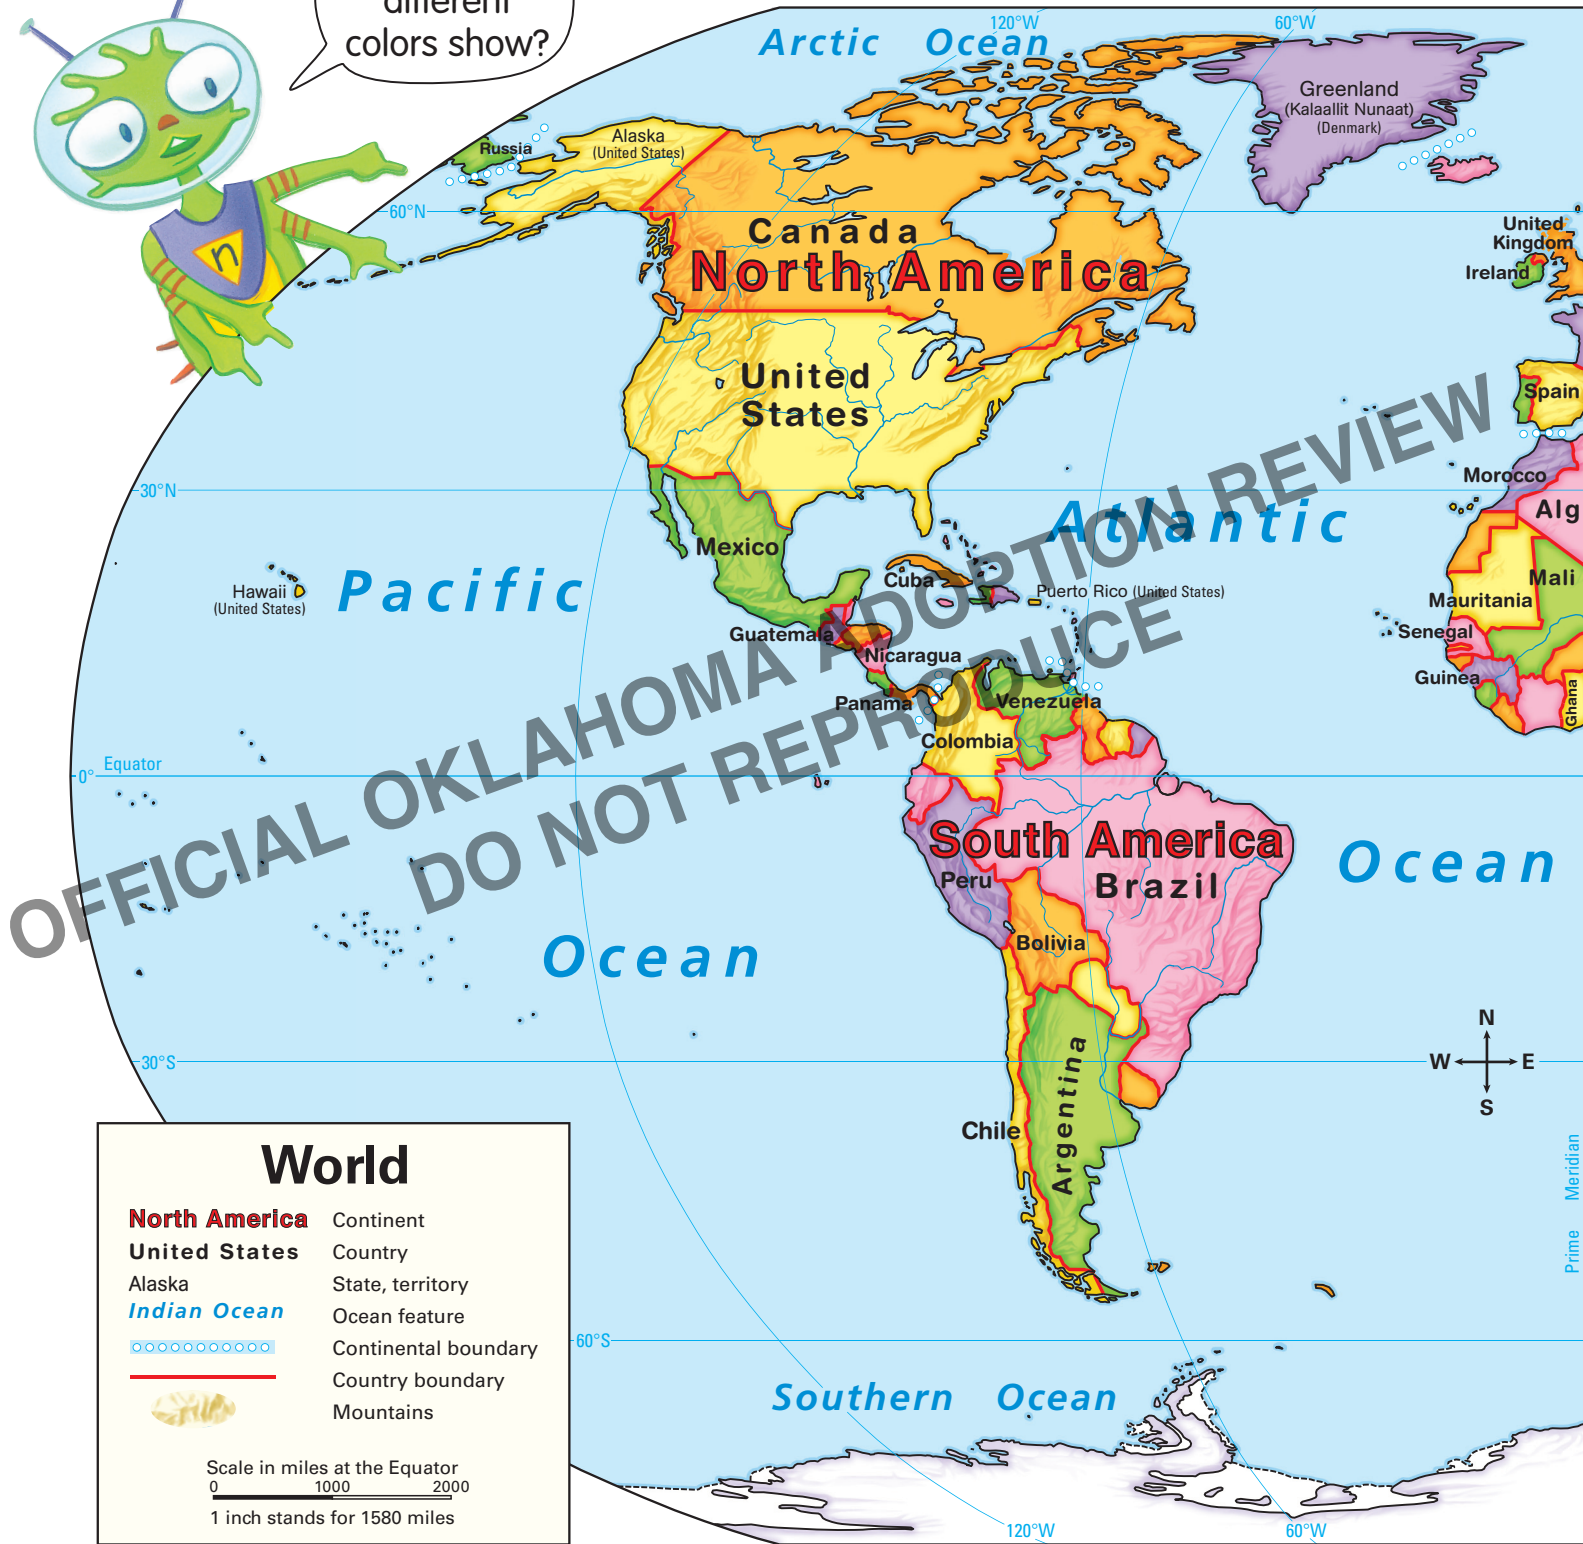 different
colors show?
n
Arctic Ocean
120°W
60°W
Greenland
(Kalaallit Nunaat)
(Denmark)
Russia
Alaska
(United States)
60°N
Canada
North America
United
Kingdom
Ireland
United
States
Spain
30°N
Morocco
Alg
Atlantic
Mexico
Cuba
Mali
Hawaii
(United States)
Pacific
Puerto Rico (United States)
Mauritania
Guatemala
Senegal
Nicaragua
Guinea
Panama
Venezuela
Ghana
Colombia
0°
Equator
South America
Peru
Brazil
Ocean
Bolivia
Ocean
30°S
N
W
E
S
Argentina
Chile
Prime Meridian
60°S
Southern Ocean
120°W
60°W
World
North America Continent
United States Country
Alaska State, territory
Indian Ocean Ocean feature
Continental boundary
Country boundary
Mountains
Scale in miles at the Equator
0 1000 2000
1 inch stands for 1580 miles
OFFICIAL OKLAHOMA ADOPTION REVIEW
DO NOT REPRODUCE